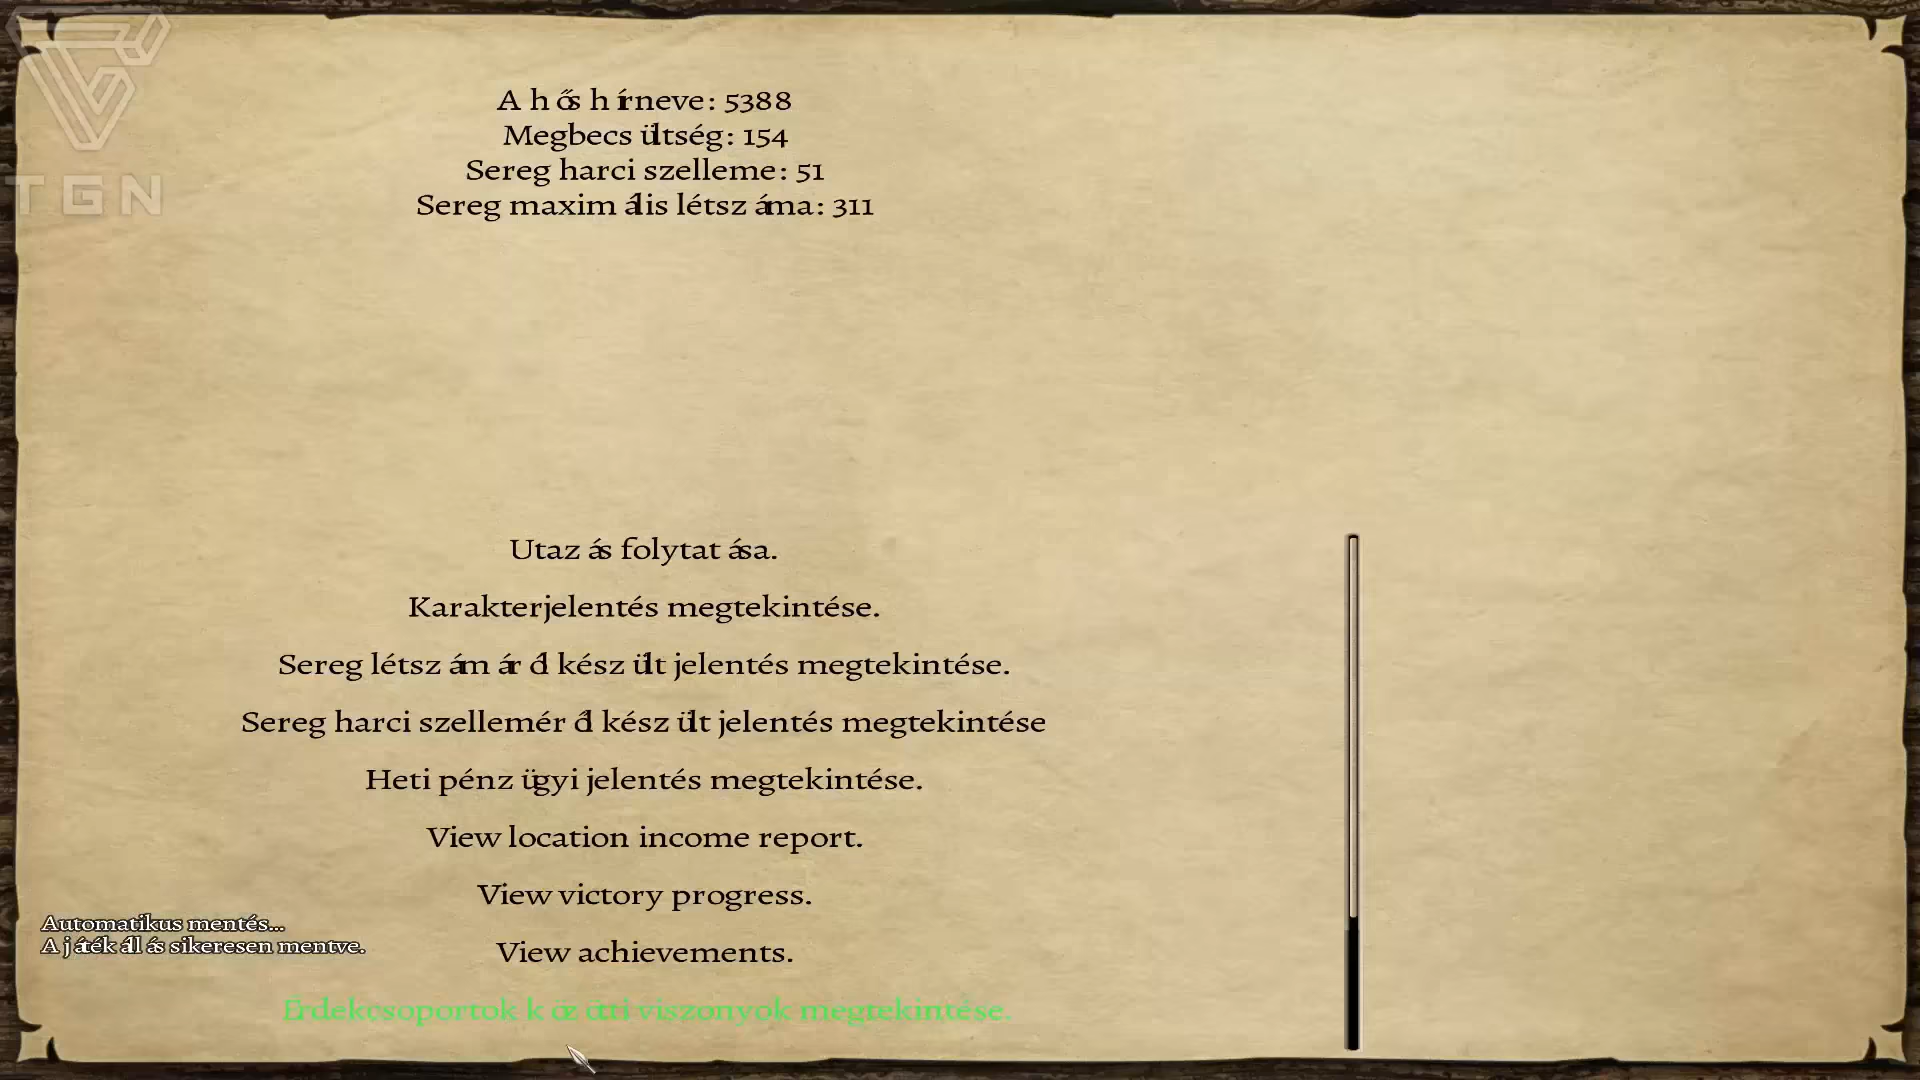 TGN
A hős hírneve: 5388
Megbecsültség: 154
Sereg harci szelleme: 51
Sereg maximális létszáma: 311
Utazás folytatása.
Karakterjelentés megtekintése.
Sereg létszámáról készült jelentés megtekintése.
Sereg harci szelleméről készült jelentés megtekintése
Heti pénzügyi jelentés megtekintése.
View location income report.
View victory progress.
View achievements.
Érdekcsoportok közötti viszonyok megtekintése.
Automatikus mentés...
A játékállás sikeresen mentve.